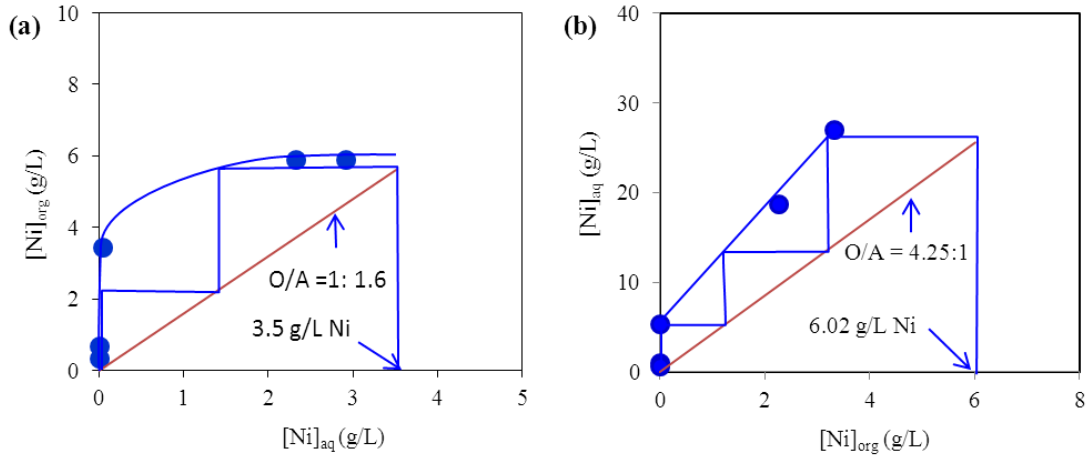 (a)
10
8
6
4
2
0
[Ni]org (g/L)
O/A =1: 1.6
3.5 g/L Ni
0 1 2 3 4 5
[Ni]aq (g/L)
(b)
40
30
20
10
0
[Ni]aq (g/L)
O/A = 4.25:1
6.02 g/L Ni
0 2 4 6 8
[Ni]org (g/L)